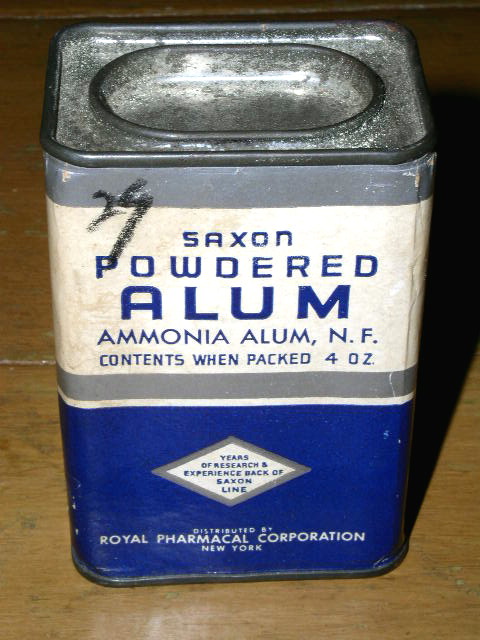 29
SAXON
POWDERED
ALUM
AMMONIA ALUM, N.F.
CONTENTS WHEN PACKED 4 OZ.
YEARS
OF RESEARCH &
EXPERIENCE BACK OF
SAXON
LINE
DISTRIBUTED BY
ROYAL PHARMACAL CORPORATION
NEW YORK